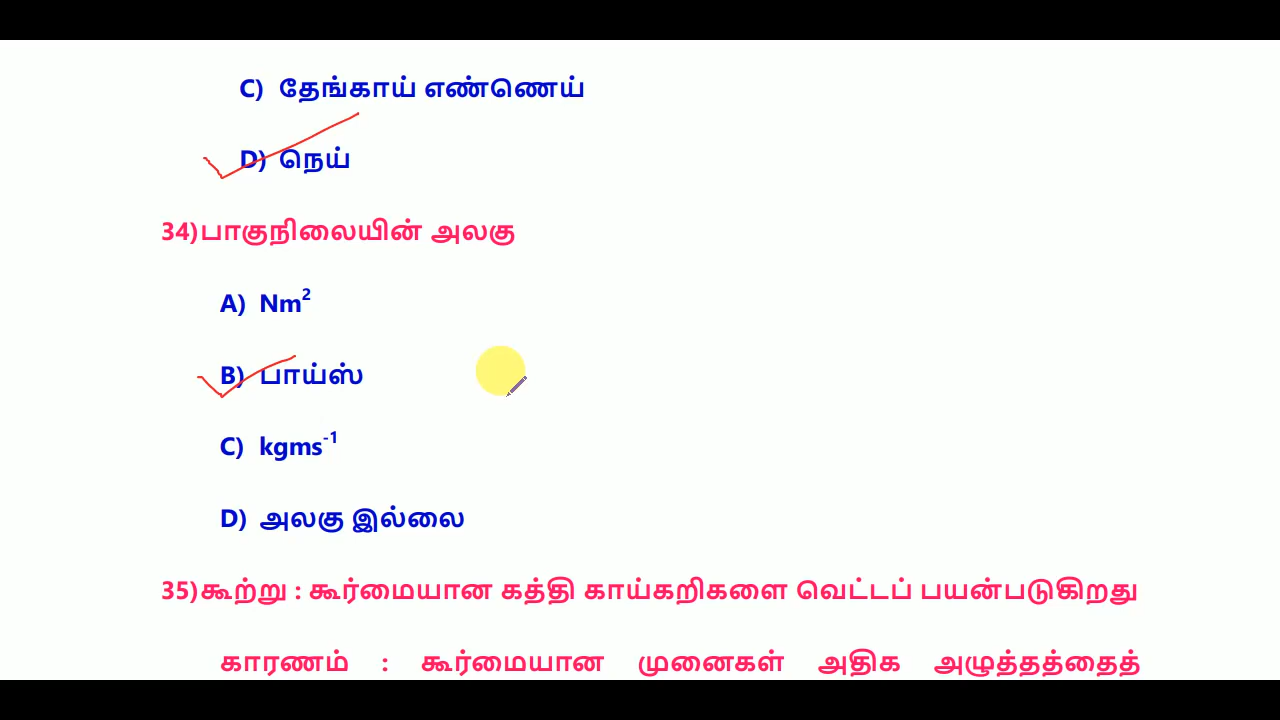 C) தேங்காய் எண்ணெய்
D) நெய்
34)பாகுநிலையின் அலகு
A) Nm²
B) பாய்ஸ்
C) kgms⁻¹
D) அலகு இல்லை
35)கூற்று : கூர்மையான கத்தி காய்கறிகளை வெட்டப் பயன்படுகிறது
காரணம் : கூர்மையான முனைகள் அதிக அழுத்தத்தைத்